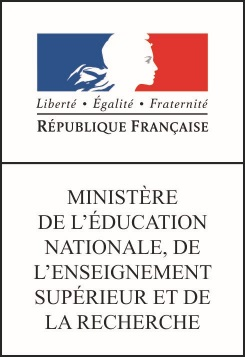 Liberté • Égalité • Fraternité
RÉPUBLIQUE FRANÇAISE
MINISTÈRE
DE L'ÉDUCATION
NATIONALE, DE
L'ENSEIGNEMENT
SUPÉRIEUR ET DE
LA RECHERCHE